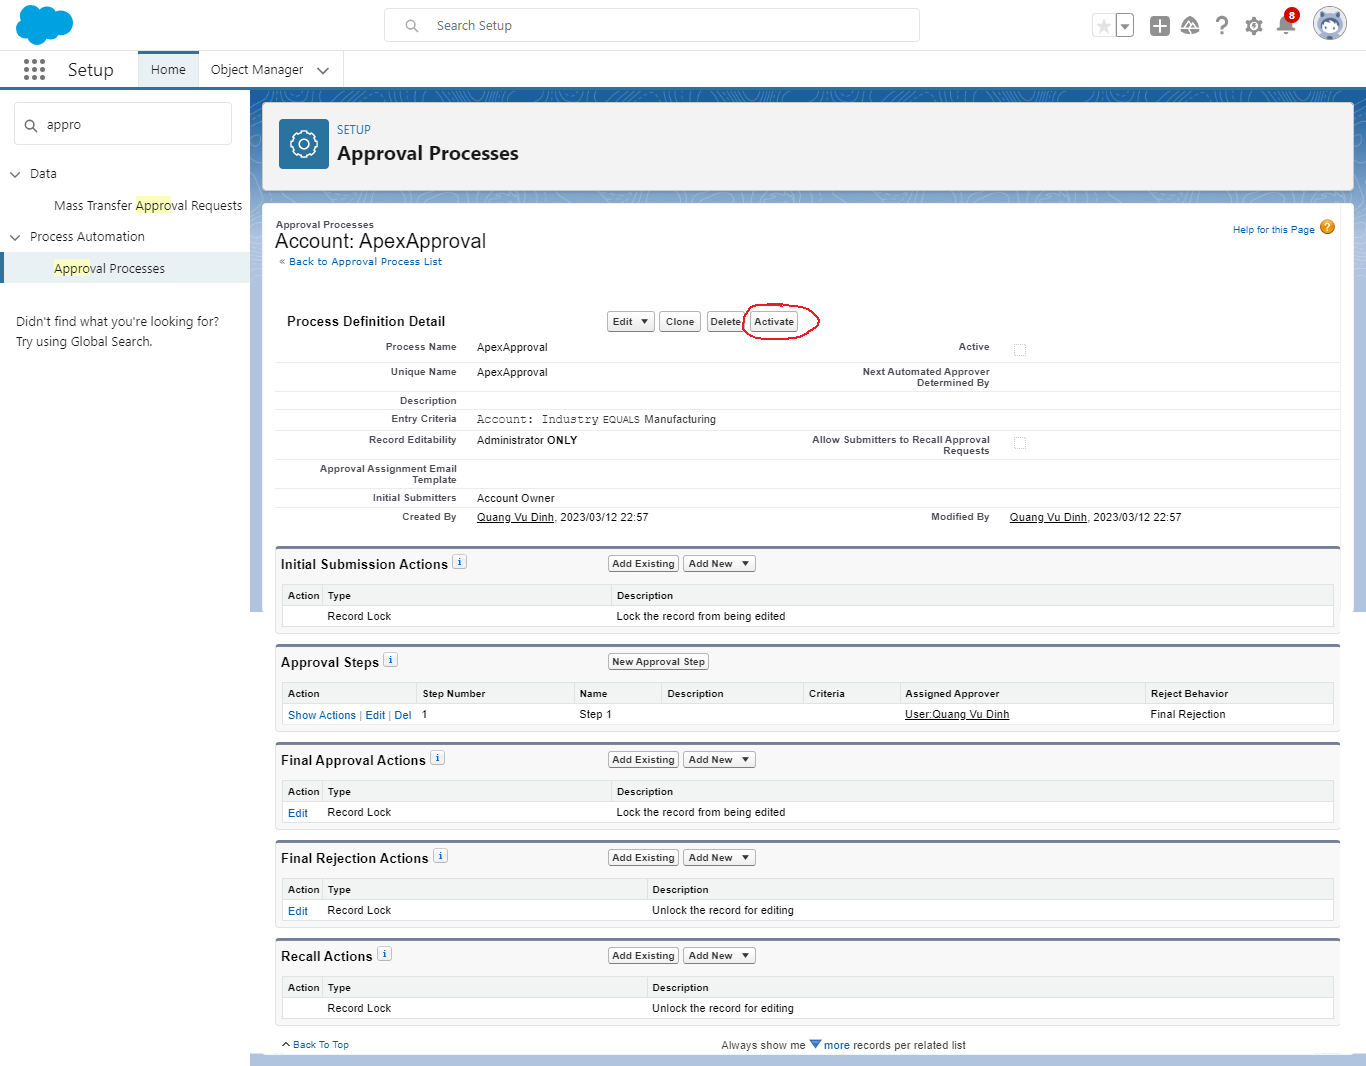 Search Setup
8
Setup
Home
Object Manager
appro
Data
Mass Transfer Approval Requests
Process Automation
Approval Processes
Didn't find what you're looking for?
Try using Global Search.
SETUP
Approval Processes
Approval Processes
Account: ApexApproval
« Back to Approval Process List
Help for this Page ?
Process Definition Detail
Edit ▼ Clone Delete Activate
Process Name ApexApproval Active
Unique Name ApexApproval Next Automated Approver
Determined By
Description
Entry Criteria Account: Industry EQUALS Manufacturing
Record Editability Administrator ONLY Allow Submitters to Recall Approval
Requests
Approval Assignment Email
Template
Initial Submitters Account Owner
Created By Quang Vu Dinh, 2023/03/12 22:57 Modified By Quang Vu Dinh, 2023/03/12 22:57
Initial Submission Actions i Add Existing Add New ▼
Action Type Description
Record Lock Lock the record from being edited
Approval Steps i New Approval Step
Action Step Number Name Description Criteria Assigned Approver Reject Behavior
Show Actions | Edit | Del 1 Step 1 User:Quang Vu Dinh Final Rejection
Final Approval Actions i Add Existing Add New ▼
Action Type Description
Edit Record Lock Lock the record from being edited
Final Rejection Actions i Add Existing Add New ▼
Action Type Description
Edit Record Lock Unlock the record for editing
Recall Actions i Add Existing Add New ▼
Action Type Description
Record Lock Unlock the record for editing
^ Back To Top
Always show me ▼ more records per related list